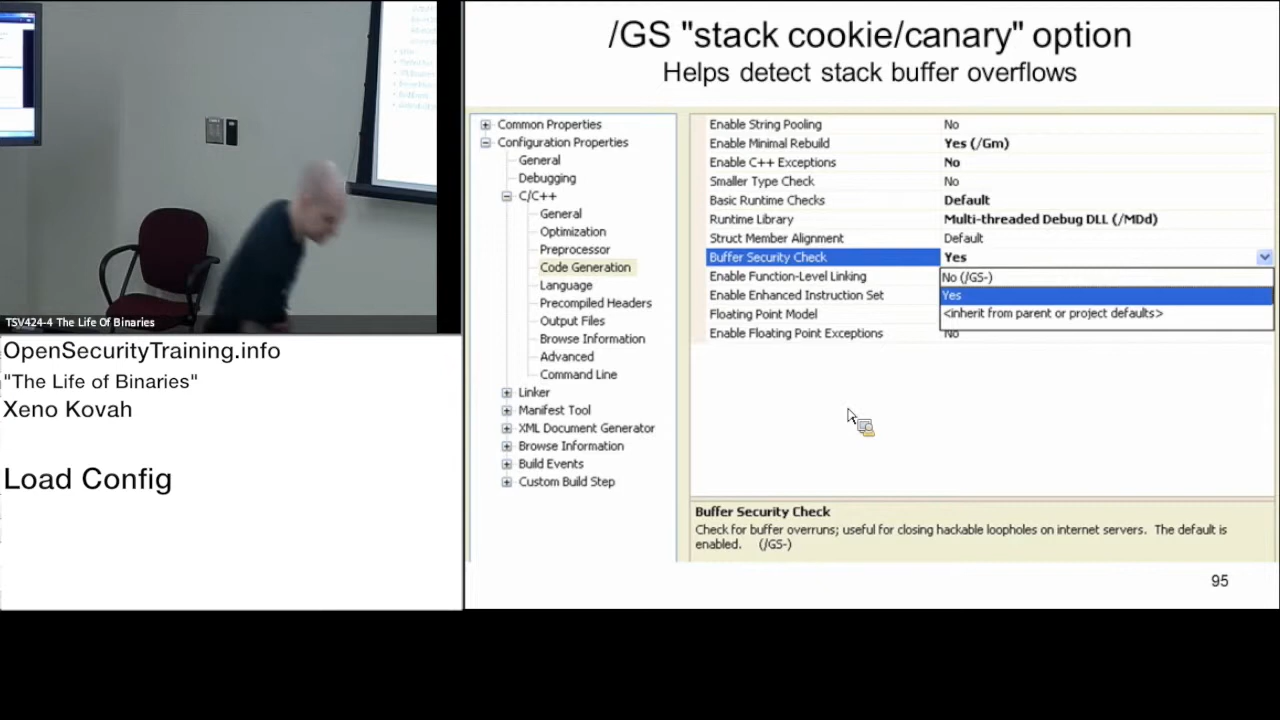 TSV424-4 The Life Of Binaries
OpenSecurityTraining.info
"The Life of Binaries"
Xeno Kovah
Load Config
/GS "stack cookie/canary" option
Helps detect stack buffer overflows
Common Properties
Configuration Properties
General
Debugging
C/C++
General
Optimization
Preprocessor
Code Generation
Language
Precompiled Headers
Output Files
Browse Information
Advanced
Command Line
Linker
Manifest Tool
XML Document Generator
Browse Information
Build Events
Custom Build Step
Enable String Pooling No
Enable Minimal Rebuild Yes (/Gm)
Enable C++ Exceptions No
Smaller Type Check No
Basic Runtime Checks Default
Runtime Library Multi-threaded Debug DLL (/MDd)
Struct Member Alignment Default
Buffer Security Check Yes
Enable Function-Level Linking No (/GS-)
Enable Enhanced Instruction Set Yes
Floating Point Model <inherit from parent or project defaults>
Enable Floating Point Exceptions No
Buffer Security Check
Check for buffer overruns; useful for closing hackable loopholes on internet servers. The default is
enabled. (/GS-)
95